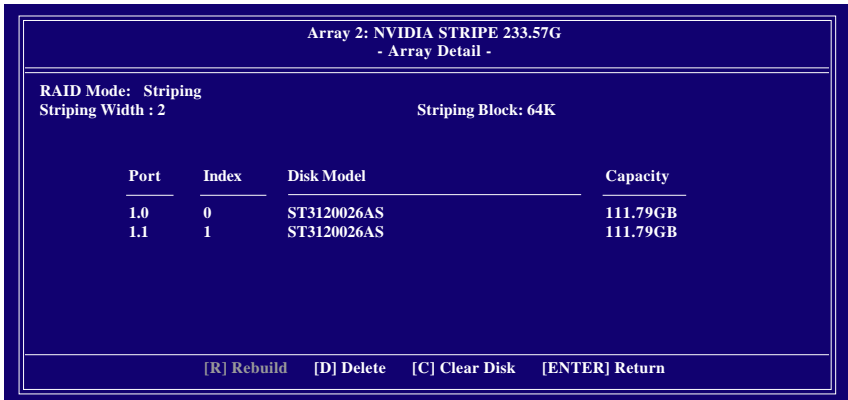 Array 2: NVIDIA STRIPE 233.57G
- Array Detail -
RAID Mode: Striping
Striping Width : 2 Striping Block: 64K
Port Index Disk Model Capacity
1.0 0 ST3120026AS 111.79GB
1.1 1 ST3120026AS 111.79GB
[R] Rebuild [D] Delete [C] Clear Disk [ENTER] Return